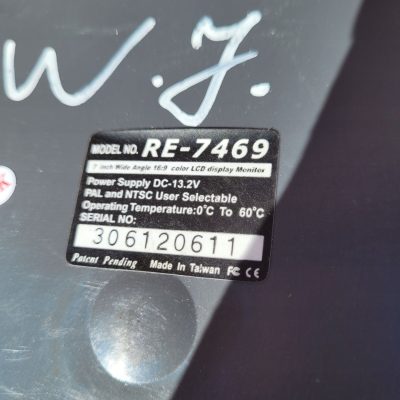 W. J.
MODEL NO. RE-7469
7 inch Wide Angle 16:9 color LCD display Monitor
Power Supply DC-13.2V
PAL and NTSC User Selectable
Operating Temperature:0°C To 60°C
SERIAL NO:
306120611
Patent Pending Made In Taiwan FC CE